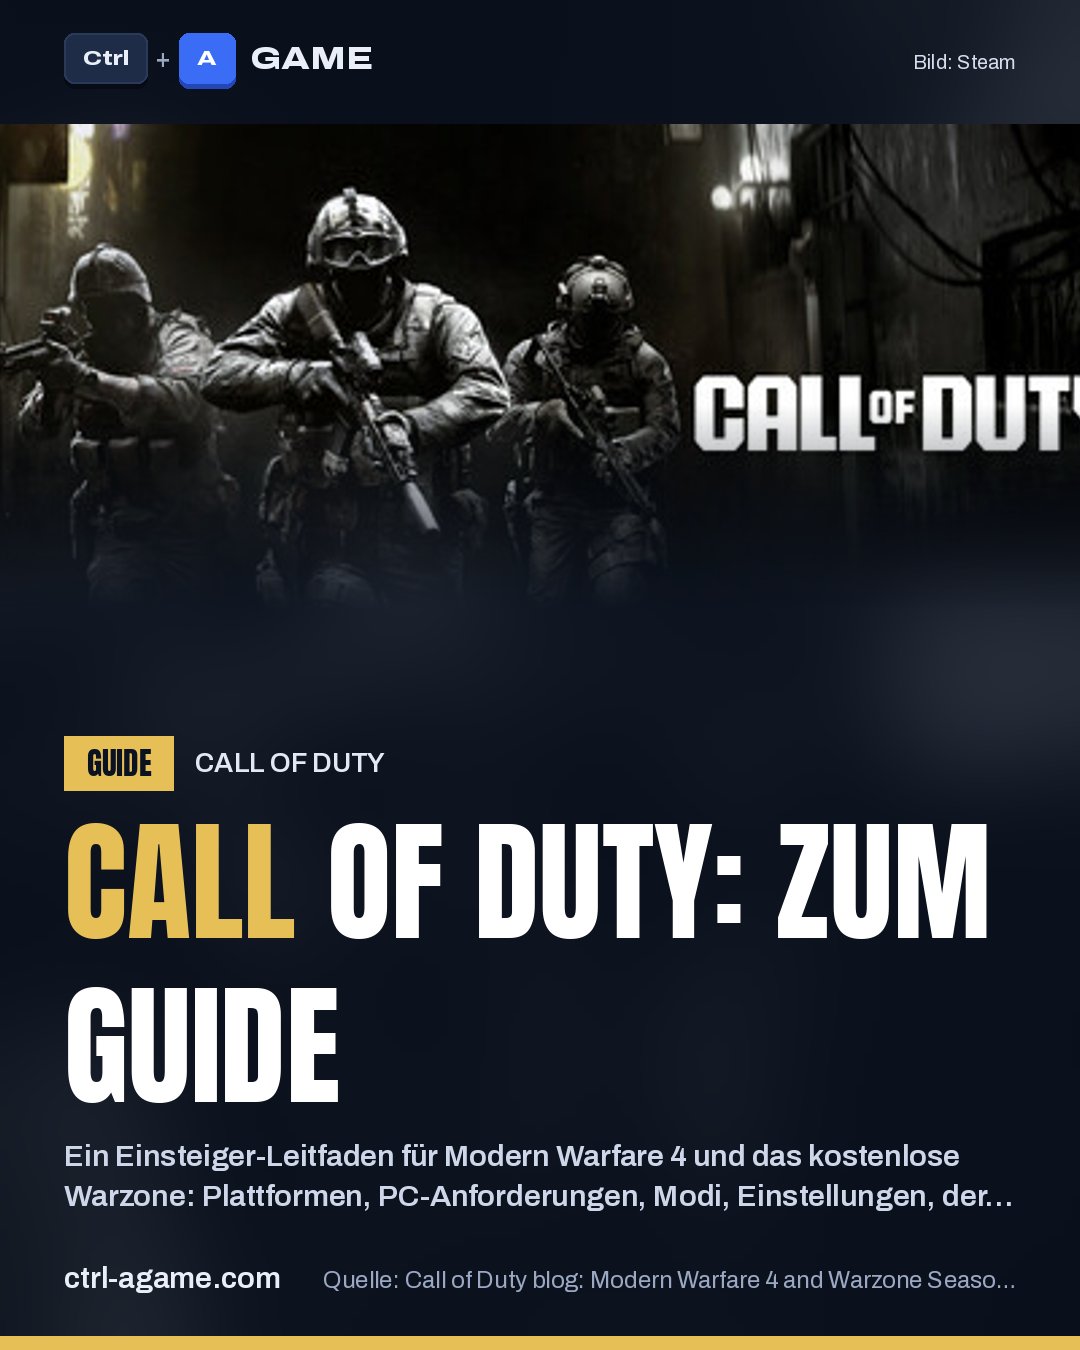 Ctrl + A GAME
Bild: Steam
CALL OF DUTY
GUIDE CALL OF DUTY
CALL OF DUTY: ZUM
GUIDE
Ein Einsteiger-Leitfaden für Modern Warfare 4 und das kostenlose
Warzone: Plattformen, PC-Anforderungen, Modi, Einstellungen, der...
ctrl-agame.com
Quelle: Call of Duty blog: Modern Warfare 4 and Warzone Seaso...